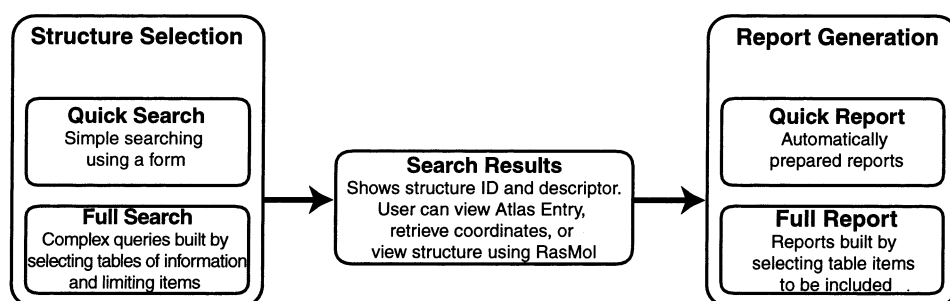 Structure Selection
Quick Search
Simple searching
using a form
Full Search
Complex queries built by
selecting tables of information
and limiting items
Search Results
Shows structure ID and descriptor.
User can view Atlas Entry,
retrieve coordinates, or
view structure using RasMol
Report Generation
Quick Report
Automatically
prepared reports
Full Report
Reports built by
selecting table items
to be included